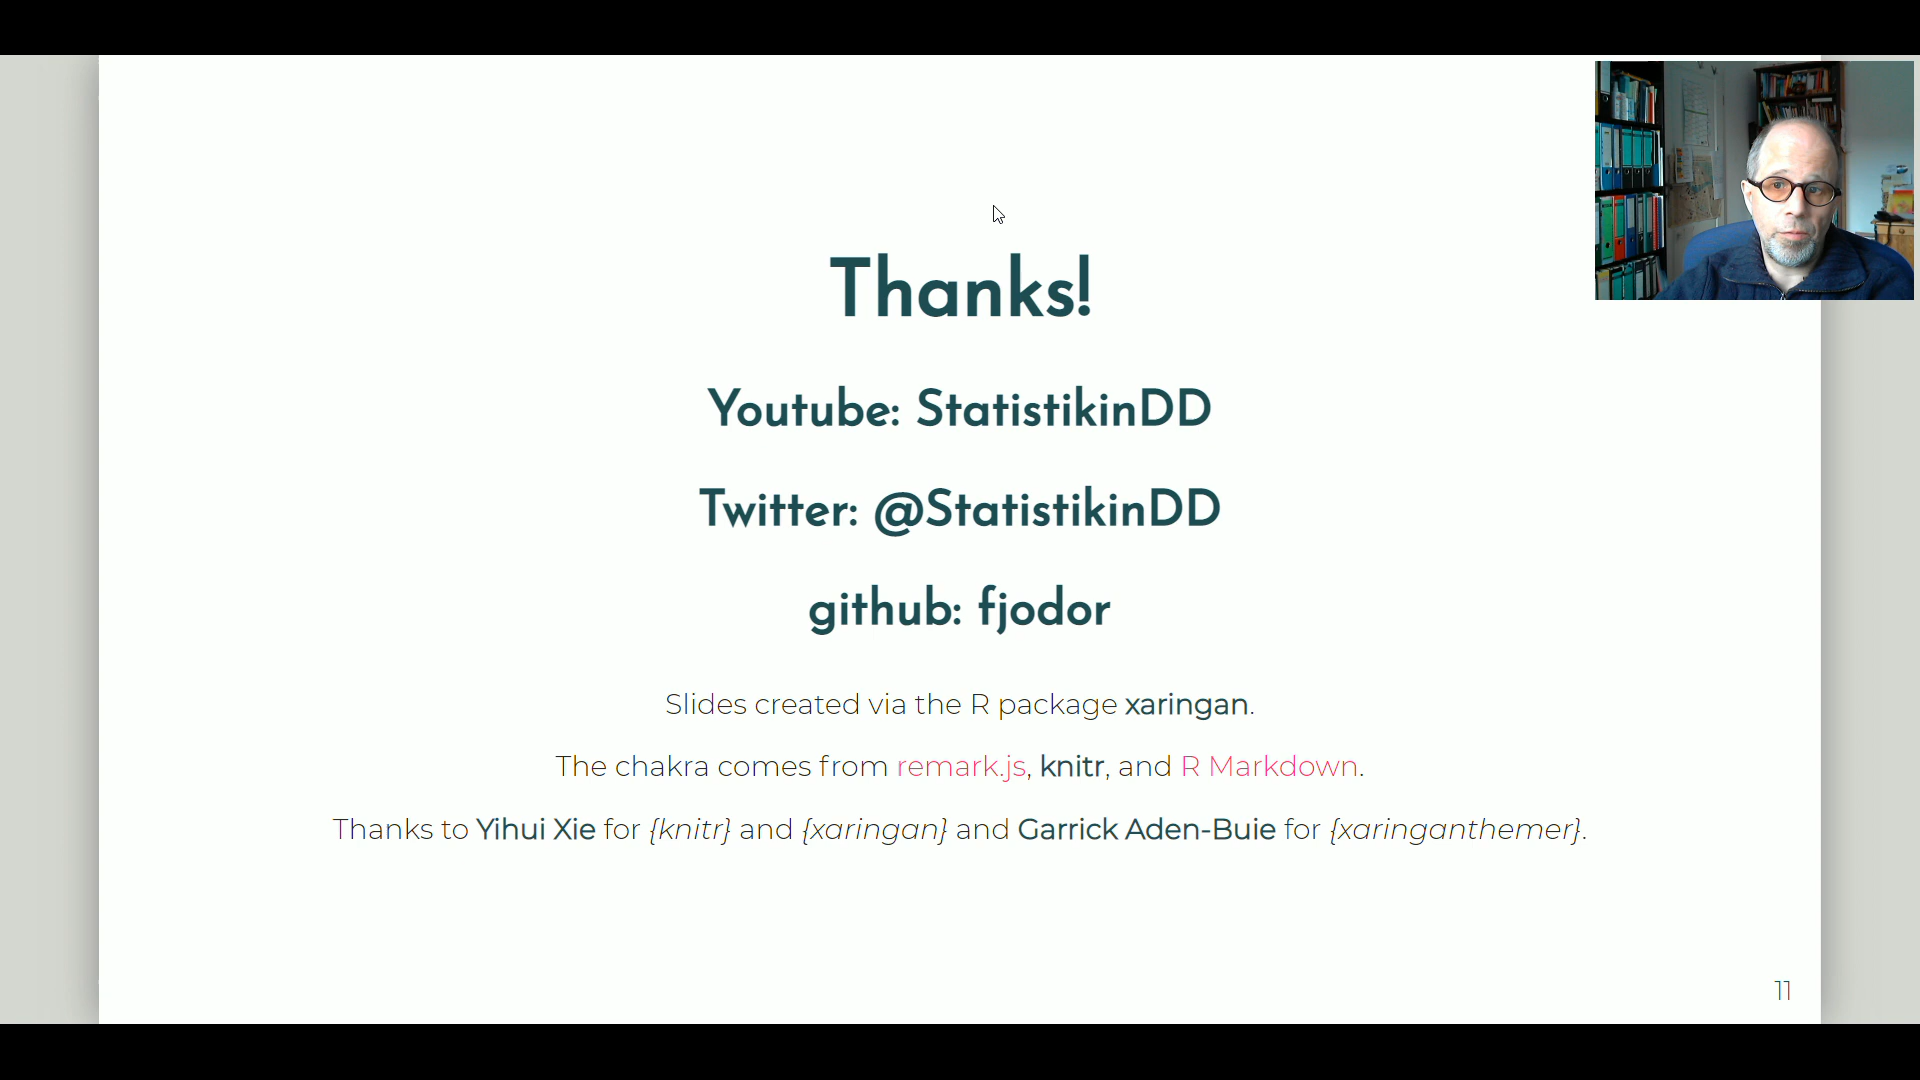 Thanks!
Youtube: StatistikinDD
Twitter: @StatistikinDD
github: fjodor
Slides created via the R package xaringan.
The chakra comes from remark.js, knitr, and R Markdown.
Thanks to Yihui Xie for {knitr} and {xaringan} and Garrick Aden-Buie for {xaringanthemer}.
11